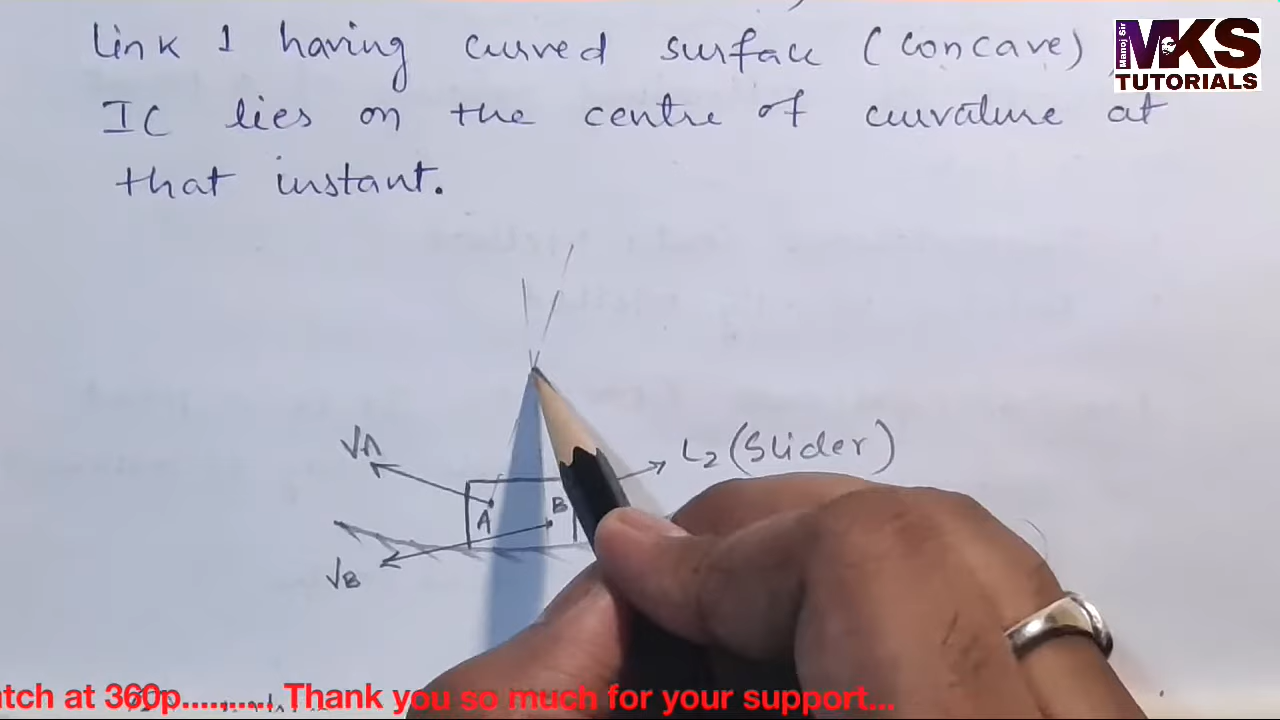 Link 1 having curved surface (concave),
IC lies on the centre of curvature at
that instant.
Manoj Sir
MKS
TUTORIALS
VA
L2 (Slider)
A
B
VB
atch at 360p.......... Thank you so much for your support...